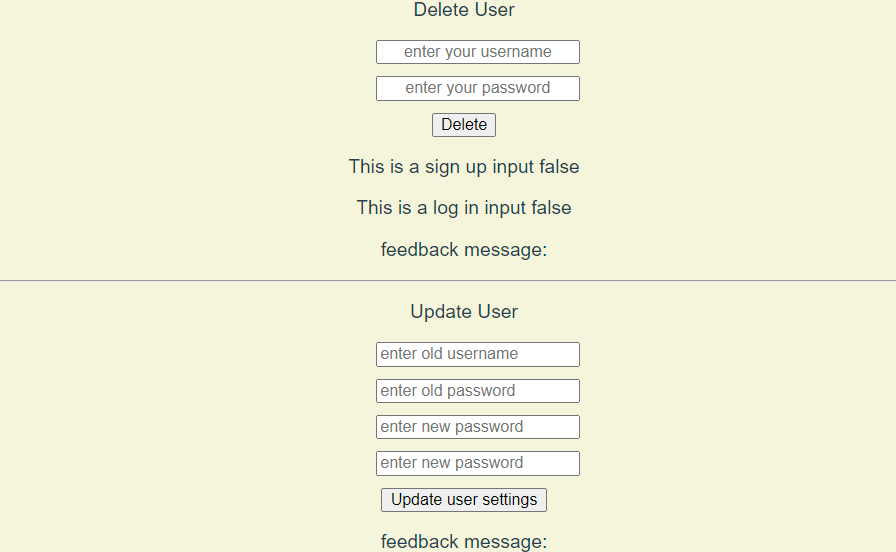 Delete User
enter your username
enter your password
Delete
This is a sign up input false
This is a log in input false
feedback message:
Update User
enter old username
enter old password
enter new password
enter new password
Update user settings
feedback message: